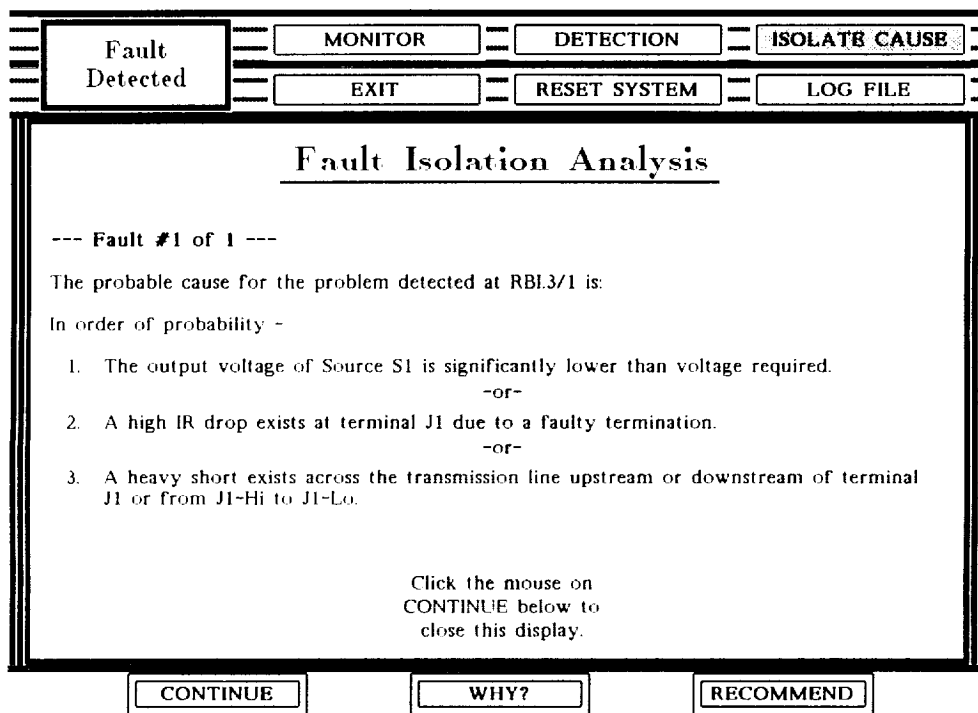 Fault
Detected
MONITOR
DETECTION
ISOLATE CAUSE
EXIT
RESET SYSTEM
LOG FILE
Fault Isolation Analysis
--- Fault #1 of 1 ---
The probable cause for the problem detected at RBI.3/1 is:
In order of probability -
1. The output voltage of Source S1 is significantly lower than voltage required.
-or-
2. A high IR drop exists at terminal J1 due to a faulty termination.
-or-
3. A heavy short exists across the transmission line upstream or downstream of terminal
J1 or from J1-Hi to J1-Lo.
Click the mouse on
CONTINUE below to
close this display.
CONTINUE
WHY?
RECOMMEND